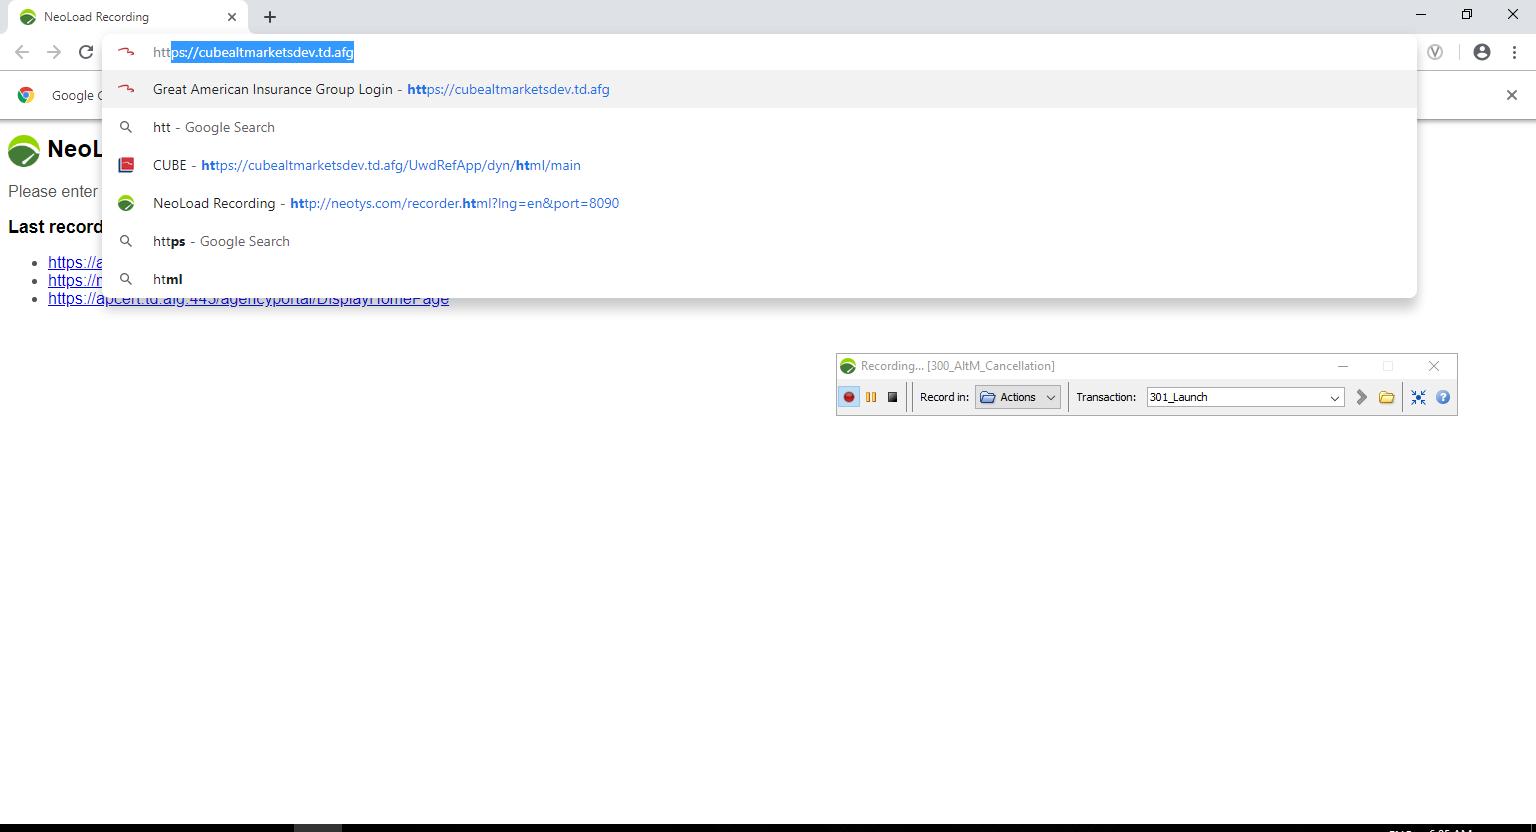 NeoLoad Recording
https://cubealtmarketsdev.td.afg
Google
Great American Insurance Group Login - https://cubealtmarketsdev.td.afg
htt - Google Search
CUBE - https://cubealtmarketsdev.td.afg/UwdRefApp/dyn/html/main
NeoL
NeoLoad Recording - http://neotys.com/recorder.html?lng=en&port=8090
Please enter
Last record
https - Google Search
html
https://a
https://
https://apcert.td.afg:443/agencyportal/DisplayHomePage
Recording... [300_AltM_Cancellation]
Record in: Actions Transaction: 301_Launch